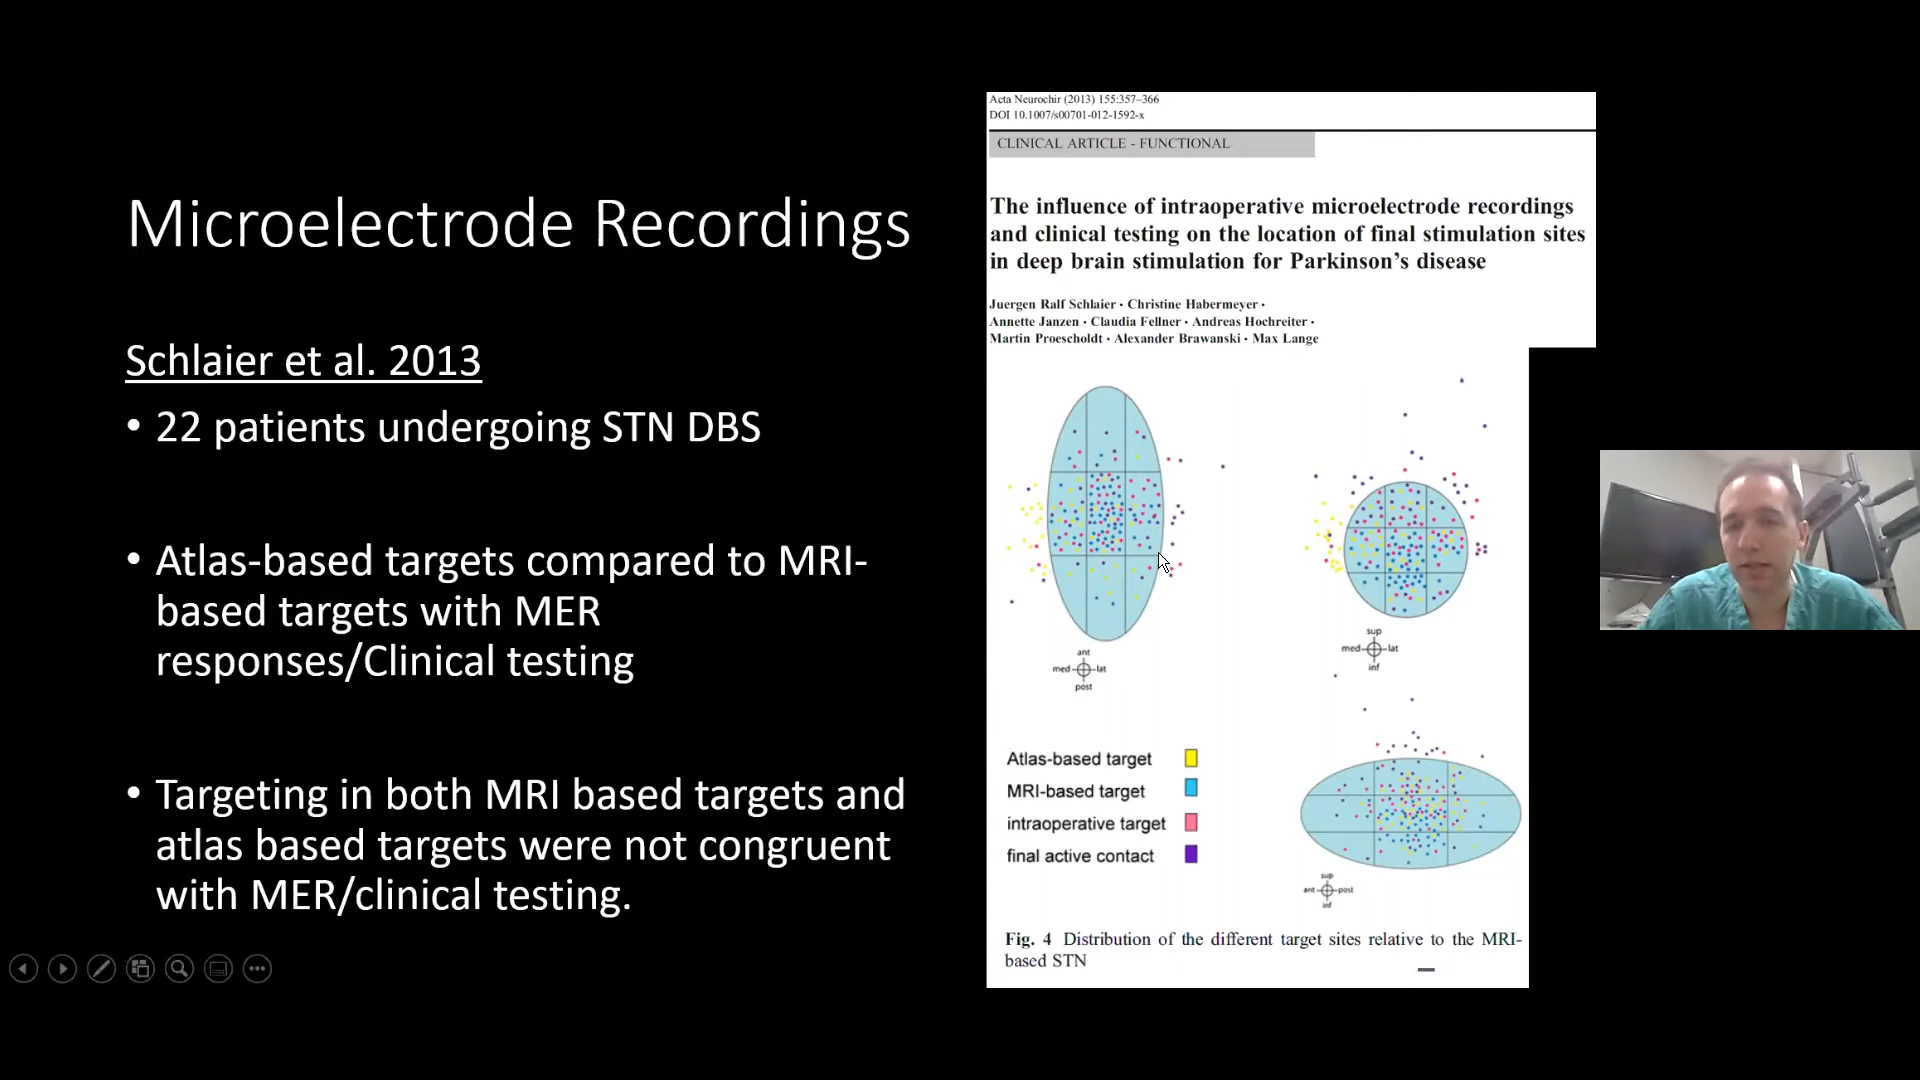 Microelectrode Recordings
Schlaier et al. 2013
• 22 patients undergoing STN DBS
• Atlas-based targets compared to MRI-
based targets with MER
responses/Clinical testing
• Targeting in both MRI based targets and
atlas based targets were not congruent
with MER/clinical testing.
Acta Neurochir (2013) 155:357–366
DOI 10.1007/s00701-012-1592-x
CLINICAL ARTICLE - FUNCTIONAL
The influence of intraoperative microelectrode recordings
and clinical testing on the location of final stimulation sites
in deep brain stimulation for Parkinson's disease
Juergen Ralf Schlaier • Christine Habermeyer •
Annette Janzen • Claudia Fellner • Andreas Hochreiter •
Martin Proescholdt • Alexander Brawanski • Max Lange
ant
med lat
post
sup
med lat
inf
Atlas-based target
MRI-based target
intraoperative target
final active contact
sup
ant post
inf
Fig. 4 Distribution of the different target sites relative to the MRI-
based STN